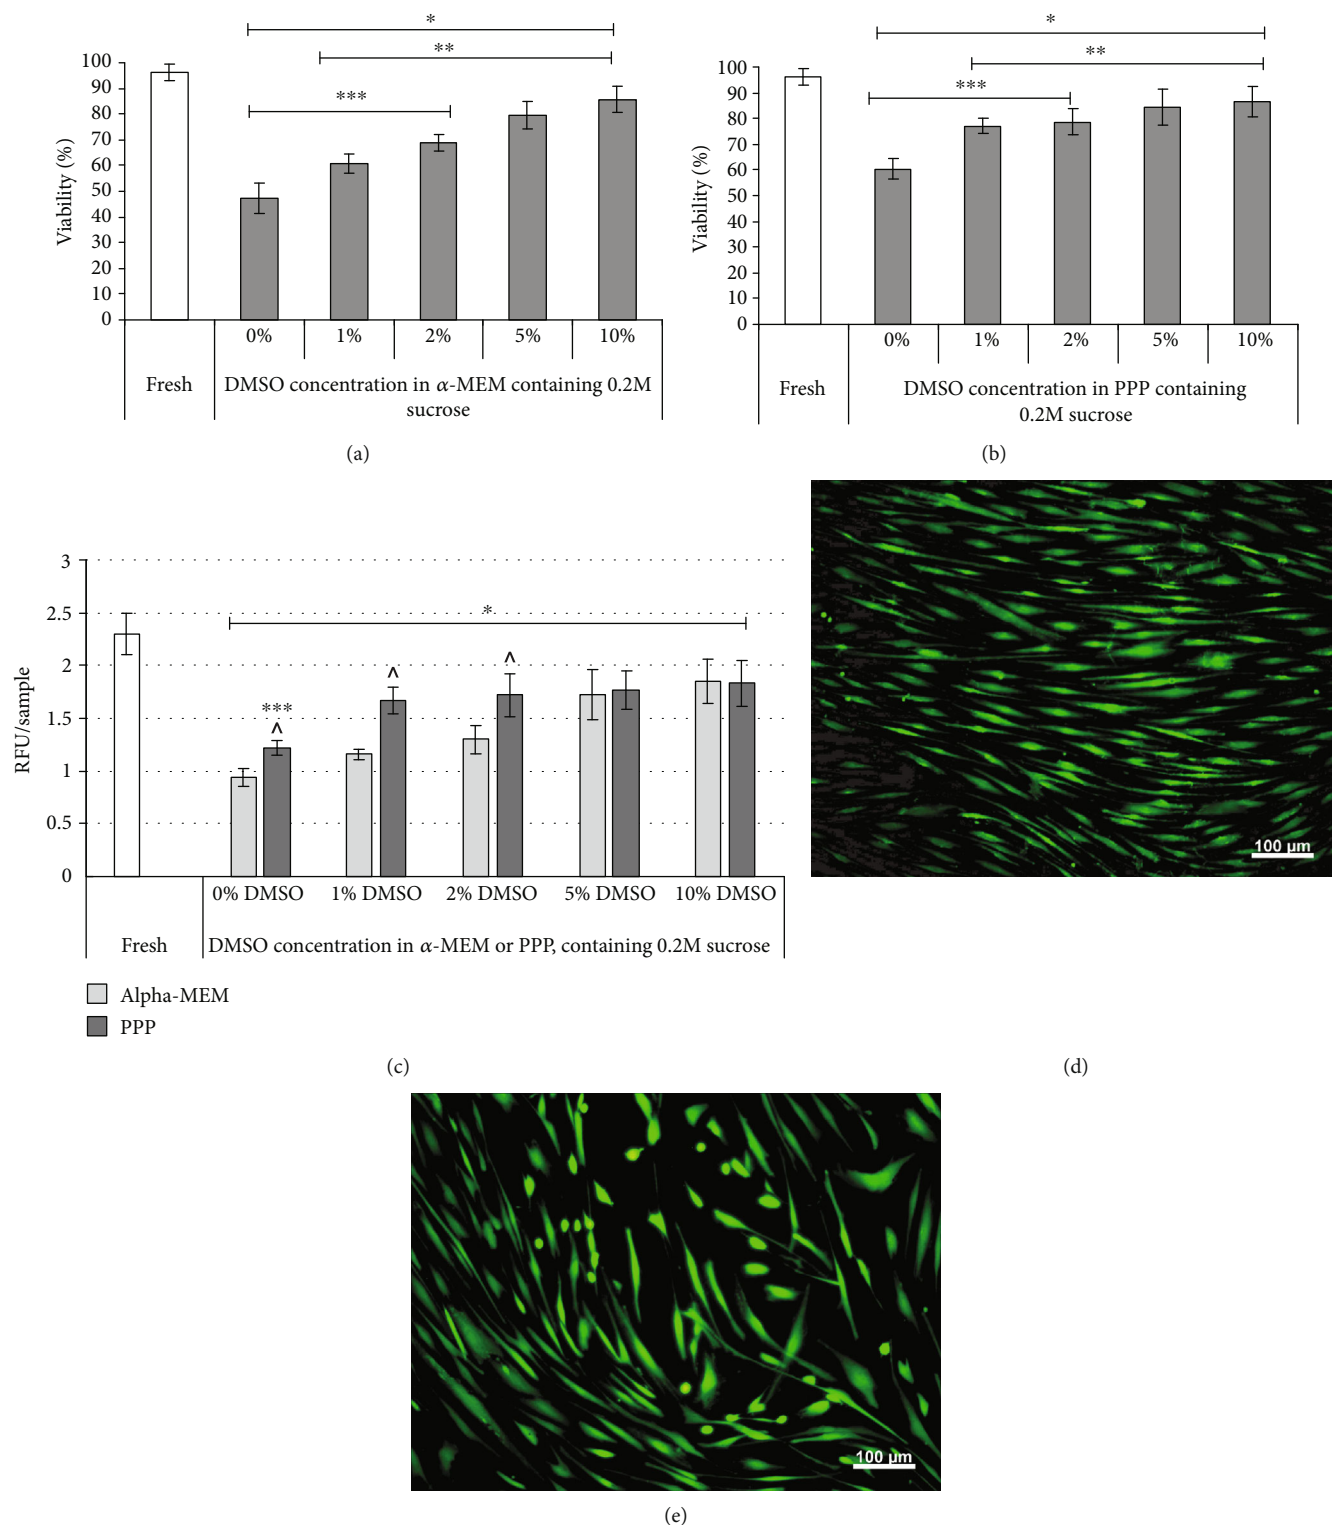 *
**
***
100
90
80
70
60
50
40
30
20
10
0
Viability (%)
0%
1%
2%
5%
10%
Fresh
DMSO concentration in α-MEM containing 0.2M
sucrose
(a)
*
**
***
100
90
80
70
60
50
40
30
20
10
0
Viability (%)
0%
1%
2%
5%
10%
Fresh
DMSO concentration in PPP containing
0.2M sucrose
(b)
3
2.5
2
1.5
1
0.5
0
RFU/sample
*
***
^
^
^
0% DMSO
1% DMSO
2% DMSO
5% DMSO
10% DMSO
Fresh
DMSO concentration in α-MEM or PPP, containing 0.2M sucrose
Alpha-MEM
PPP
(c)
100 µm
(d)
100 µm
(e)